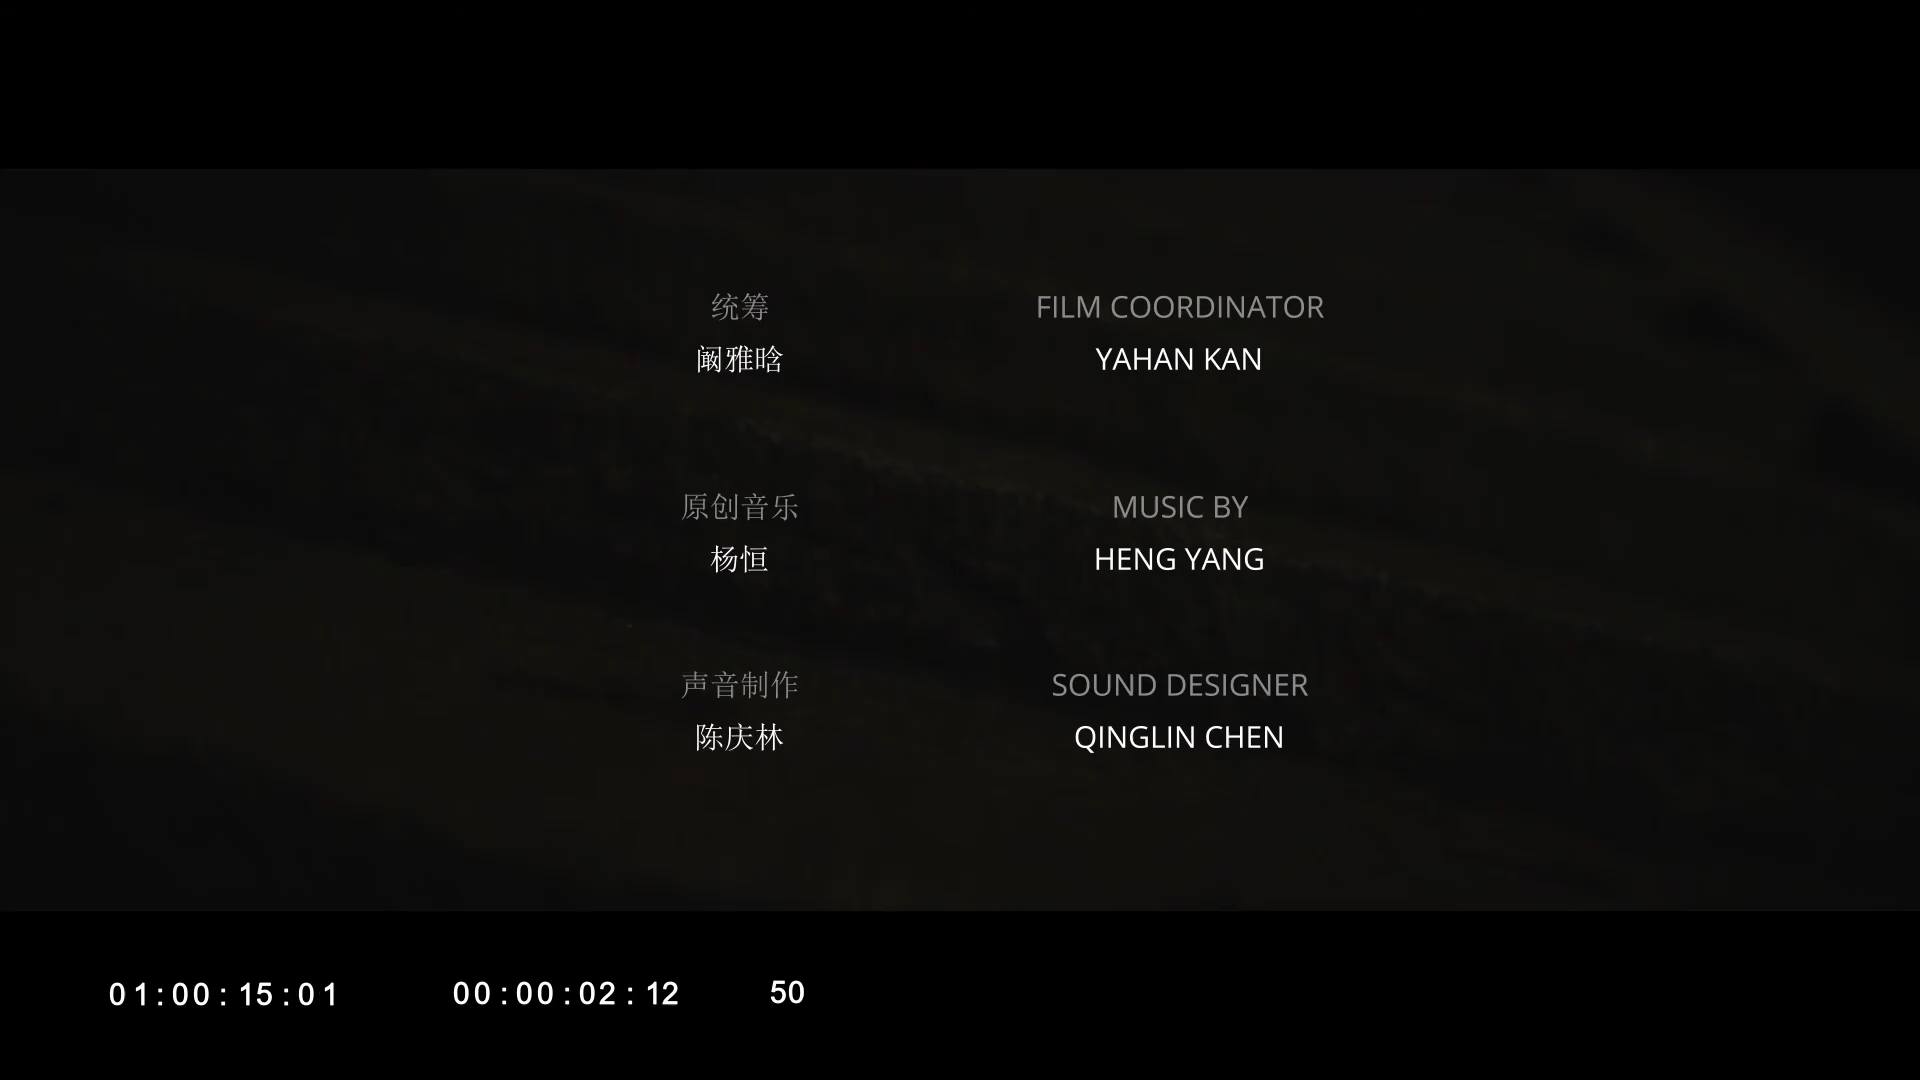 统筹 FILM COORDINATOR
阚雅晗 YAHAN KAN
原创音乐 MUSIC BY
杨恒 HENG YANG
声音制作 SOUND DESIGNER
陈庆林 QINGLIN CHEN
01:00:15:01 00:00:02:12 50